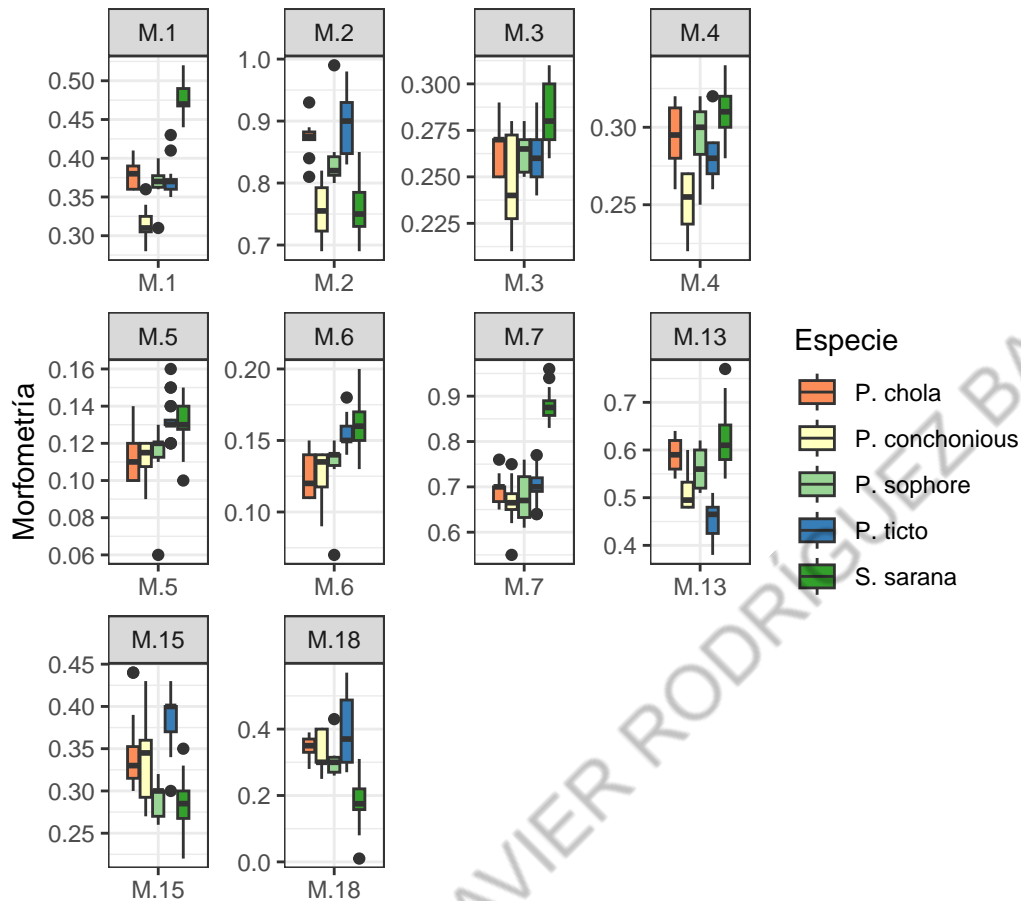 M.1 M.2 M.3 M.4
0.50
0.45
0.40
0.35
0.30
1.0
0.9
0.8
0.7
0.300
0.275
0.250
0.225
0.30
0.25
M.1 M.2 M.3 M.4
M.5 M.6 M.7 M.13
0.16
0.14
0.12
0.10
0.08
0.06
0.20
0.15
0.10
0.9
0.8
0.7
0.6
0.7
0.6
0.5
0.4
M.5 M.6 M.7 M.13
M.15 M.18
0.45
0.40
0.35
0.30
0.25
0.4
0.2
0.0
M.15 M.18
Morfometría
Especie
P. chola
P. conchonious
P. sophore
P. ticto
S. sarana
AVIER RODRÍGUEZ BA